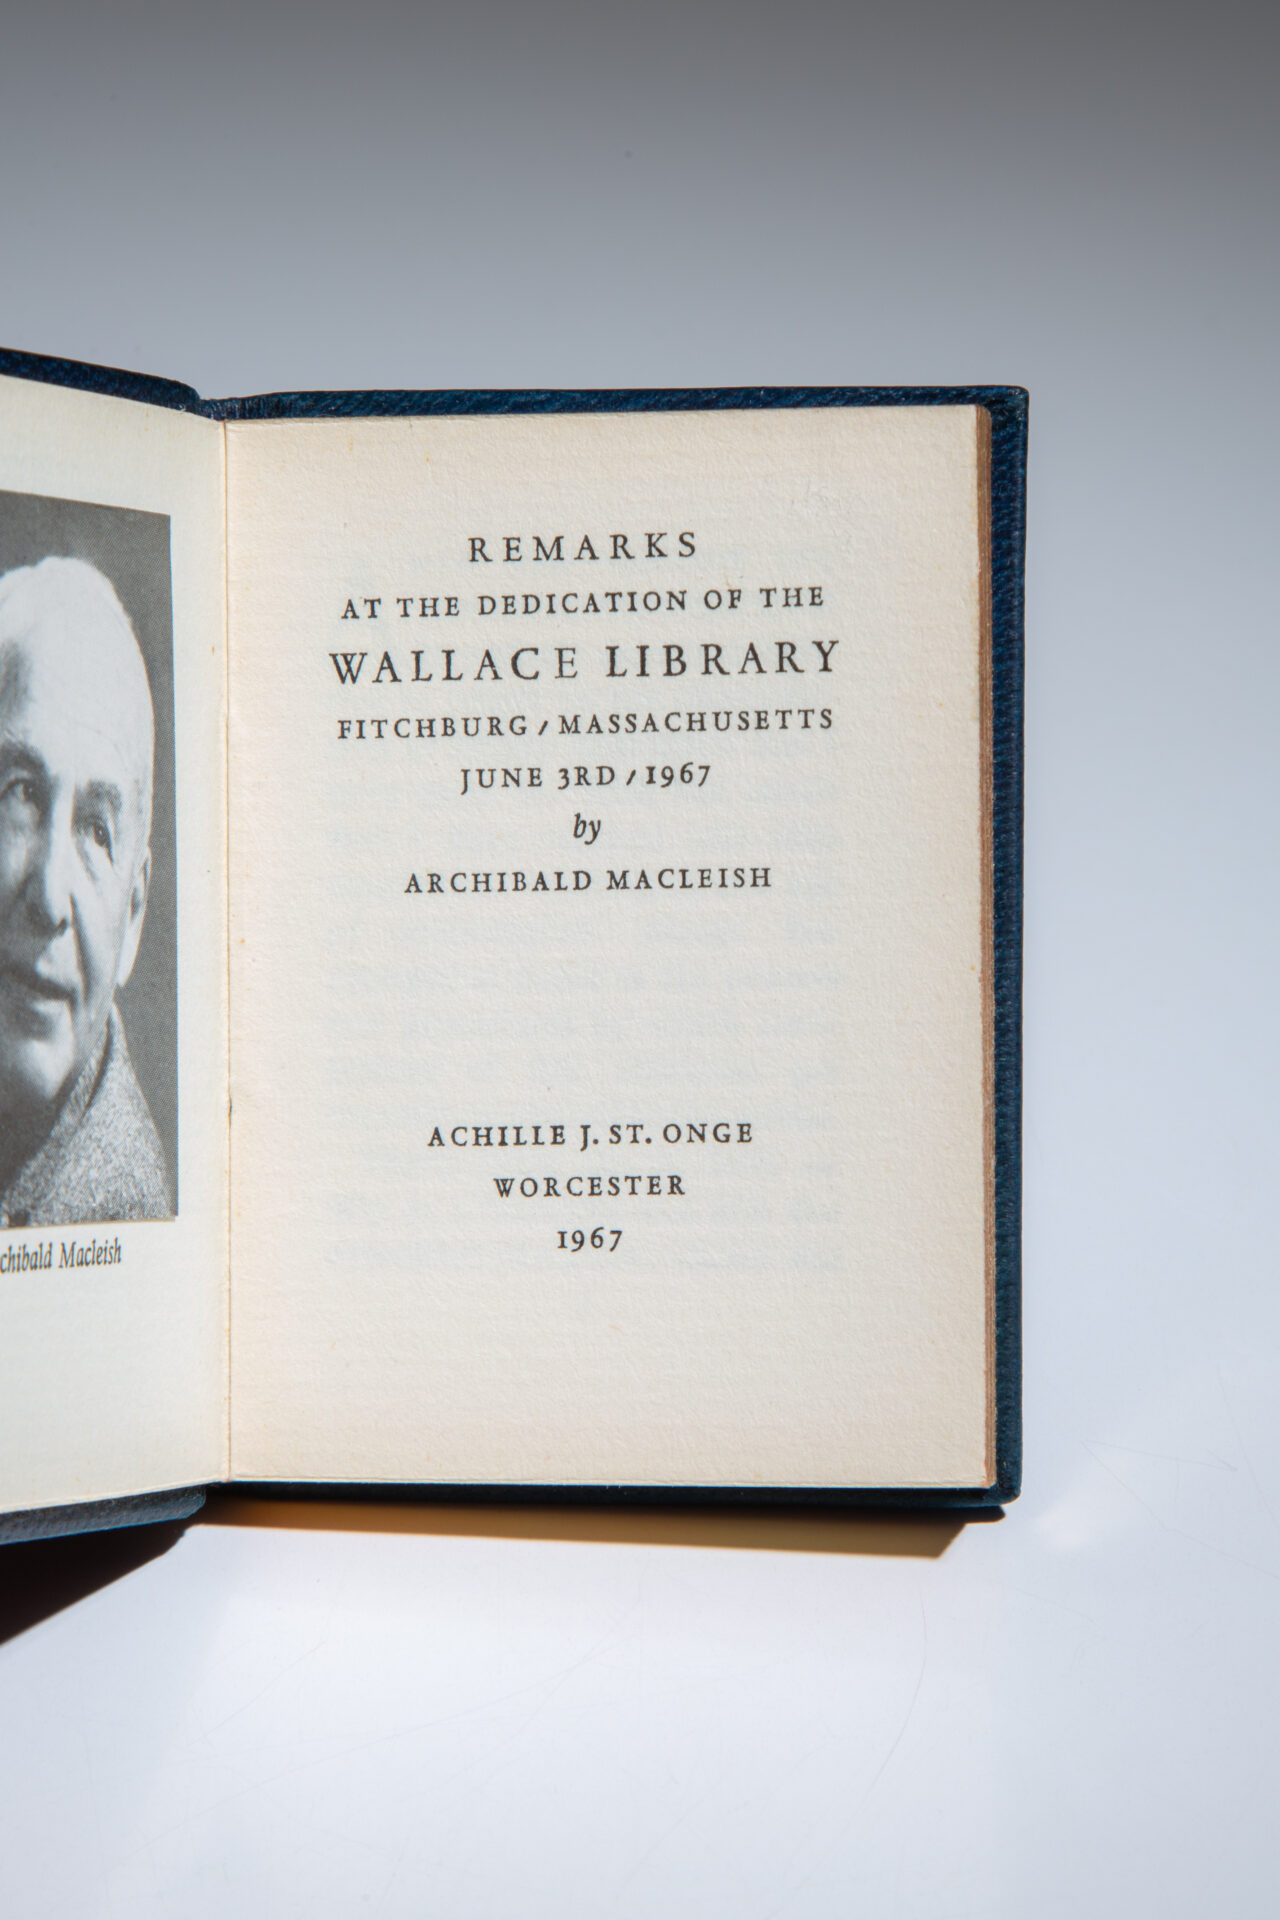 chibald Macleish
REMARKS
AT THE DEDICATION OF THE
WALLACE LIBRARY
FITCHBURG / MASSACHUSETTS
JUNE 3RD / 1967
by
ARCHIBALD MACLEISH
ACHILLE J. ST. ONGE
WORCESTER
1967